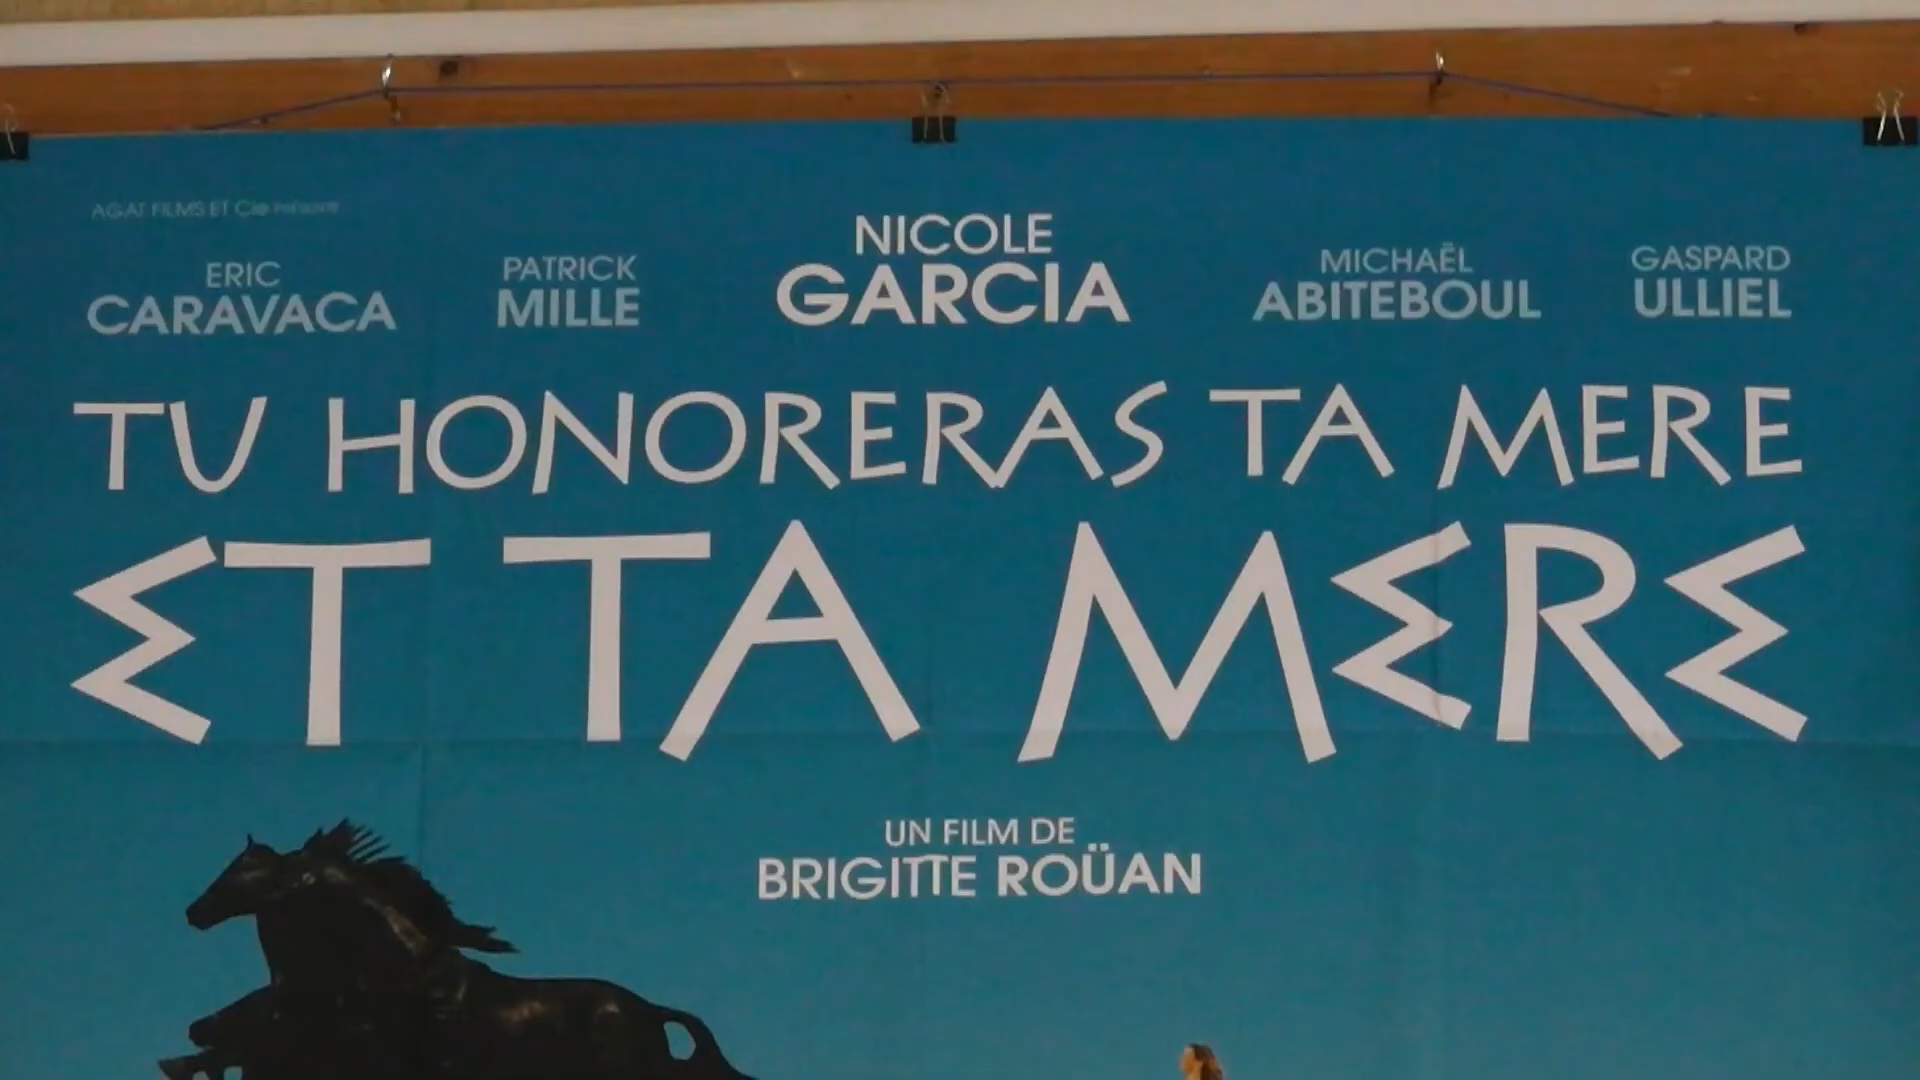 AGAT FILMS ET Cie PRÉSENTE
ERIC
CARAVACA
PATRICK
MILLE
NICOLE
GARCIA
MICHAËL
ABITEBOUL
GASPARD
ULLIEL
TU HONORERAS TA MERE
ET TA MERE
UN FILM DE
BRIGITTE ROÜAN